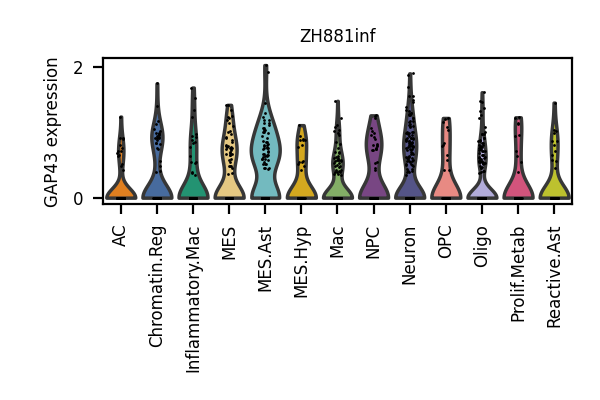 ZH881inf
GAP43 expression
2
0
AC
Chromatin.Reg
Inflammatory.Mac
MES
MES.Ast
MES.Hyp
Mac
NPC
Neuron
OPC
Oligo
Prolif.Metab
Reactive.Ast